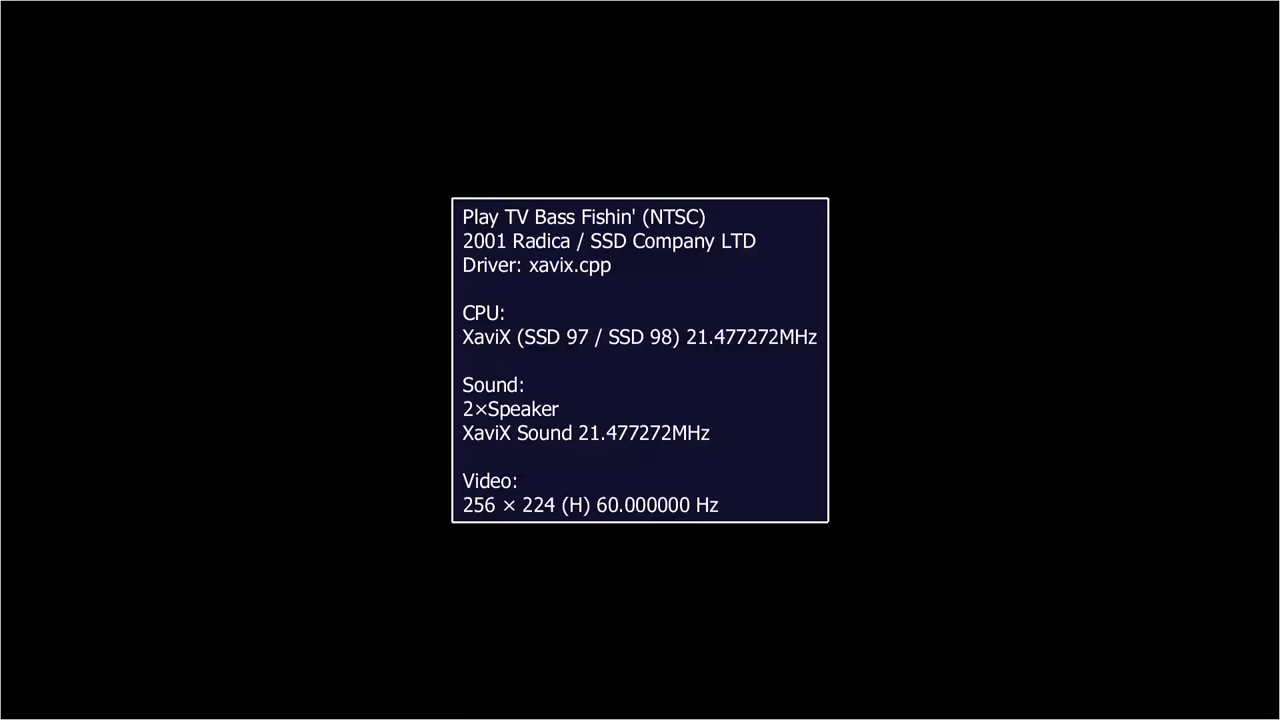 Play TV Bass Fishin' (NTSC)
2001 Radica / SSD Company LTD
Driver: xavix.cpp
CPU:
XaviX (SSD 97 / SSD 98) 21.477272MHz
Sound:
2×Speaker
XaviX Sound 21.477272MHz
Video:
256 × 224 (H) 60.000000 Hz